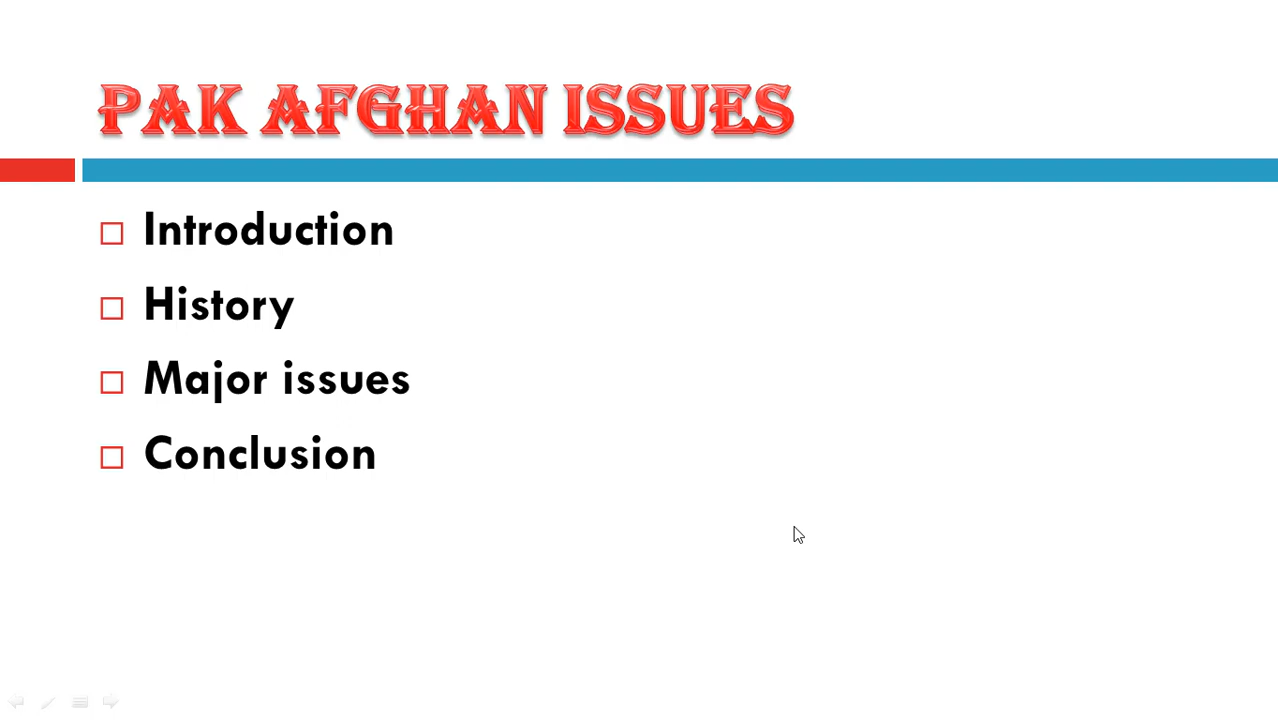 PAK AFGHAN ISSUES
Introduction
History
Major issues
Conclusion